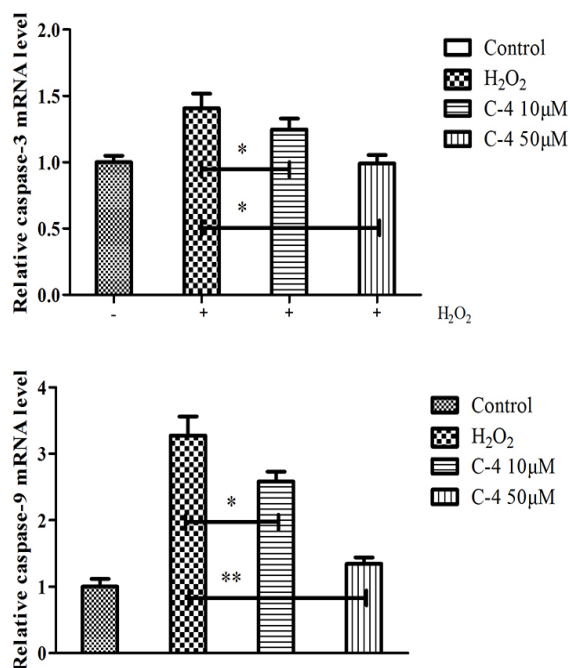 Relative caspase-3 mRNA level
2.0
1.5
1.0
0.5
0.0
*
*
- + + + H₂O₂
Control
H₂O₂
C-4 10μM
C-4 50μM
Relative caspase-9 mRNA level
4
3
2
1
0
*
**
Control
H₂O₂
C-4 10μM
C-4 50μM